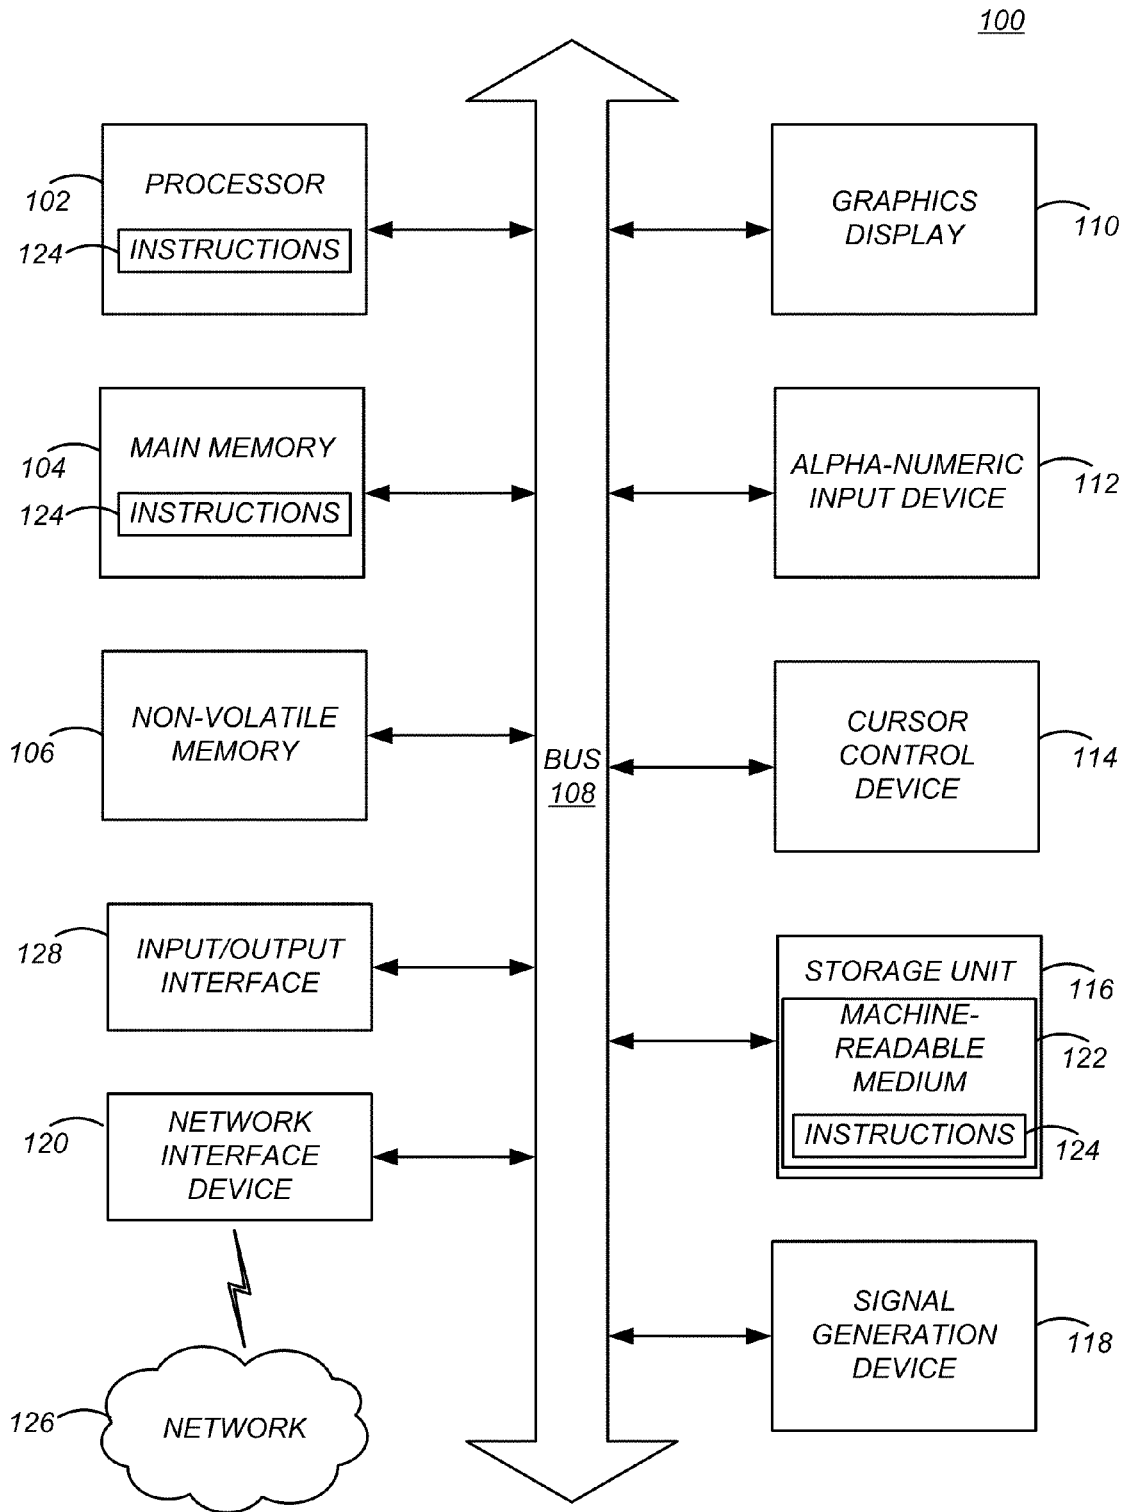 100
PROCESSOR
102
124
INSTRUCTIONS
GRAPHICS
DISPLAY
110
MAIN MEMORY
104
124
INSTRUCTIONS
ALPHA-NUMERIC
INPUT DEVICE
112
NON-VOLATILE
MEMORY
106
BUS
108
CURSOR
CONTROL
DEVICE
114
128
INPUT/OUTPUT
INTERFACE
STORAGE UNIT
116
MACHINE-
READABLE
MEDIUM
122
INSTRUCTIONS
124
120
NETWORK
INTERFACE
DEVICE
SIGNAL
GENERATION
DEVICE
118
126
NETWORK